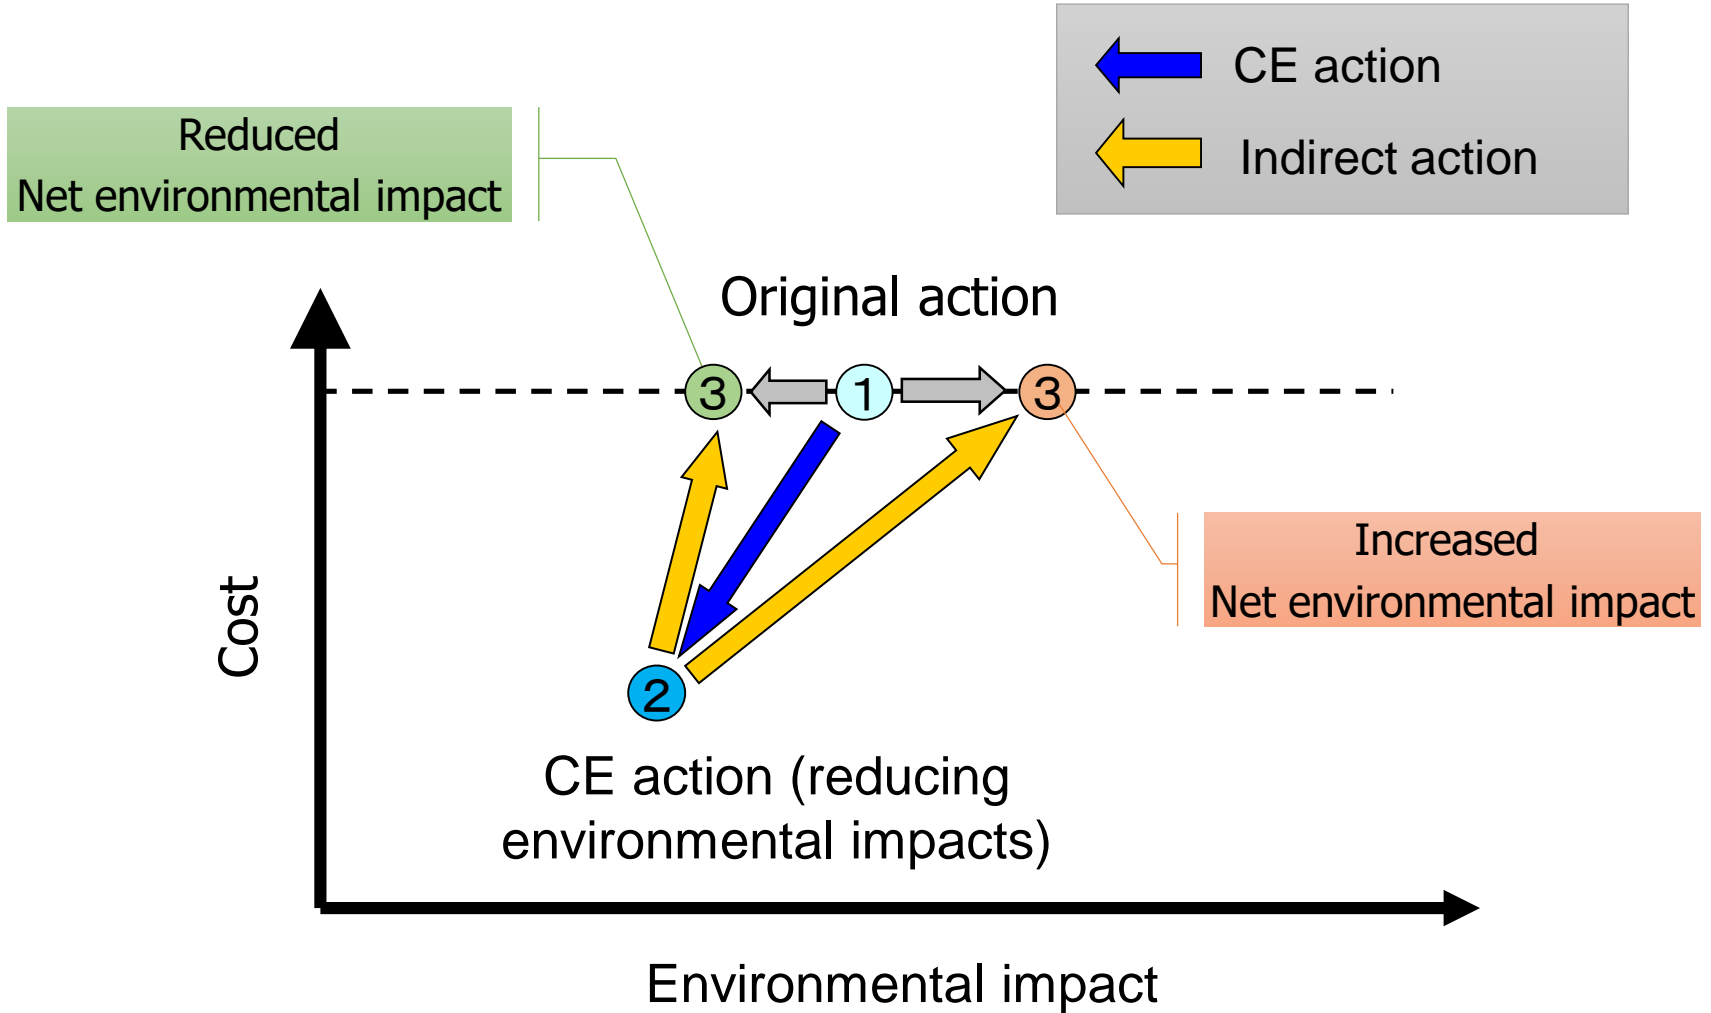 CE action
Indirect action
Reduced
Net environmental impact
Original action
3
1
3
Increased
Net environmental impact
Cost
2
CE action (reducing
environmental impacts)
Environmental impact